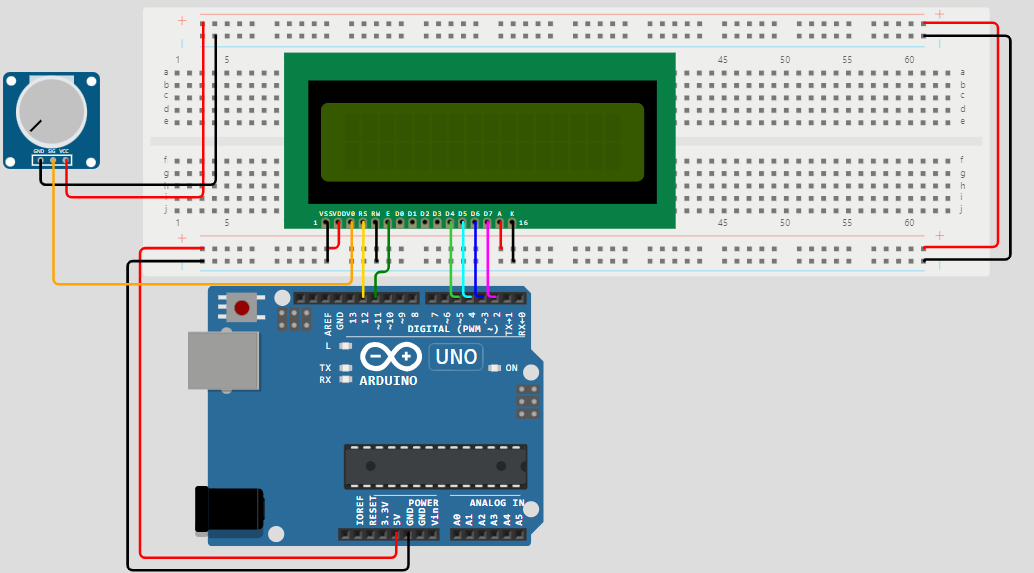 + +
1 5 45 50 55 60
a a
b b
c c
d d
e e
f f
g g
h h
i i
j j
1 5 45 50 55 60
+ +
GND SIG VCC
VSS VDD V0 RS RW E D0 D1 D2 D3 D4 D5 D6 D7 A K
1 16
AREF GND 13 12 ~11 ~10 ~9 8 7 ~6 ~5 4 ~3 2 TX→1 RX←0
DIGITAL (PWM ~)
L
UNO
TX
ON
RX
ARDUINO
POWER ANALOG IN
IOREF RESET 3.3V 5V GND GND Vin A0 A1 A2 A3 A4 A5